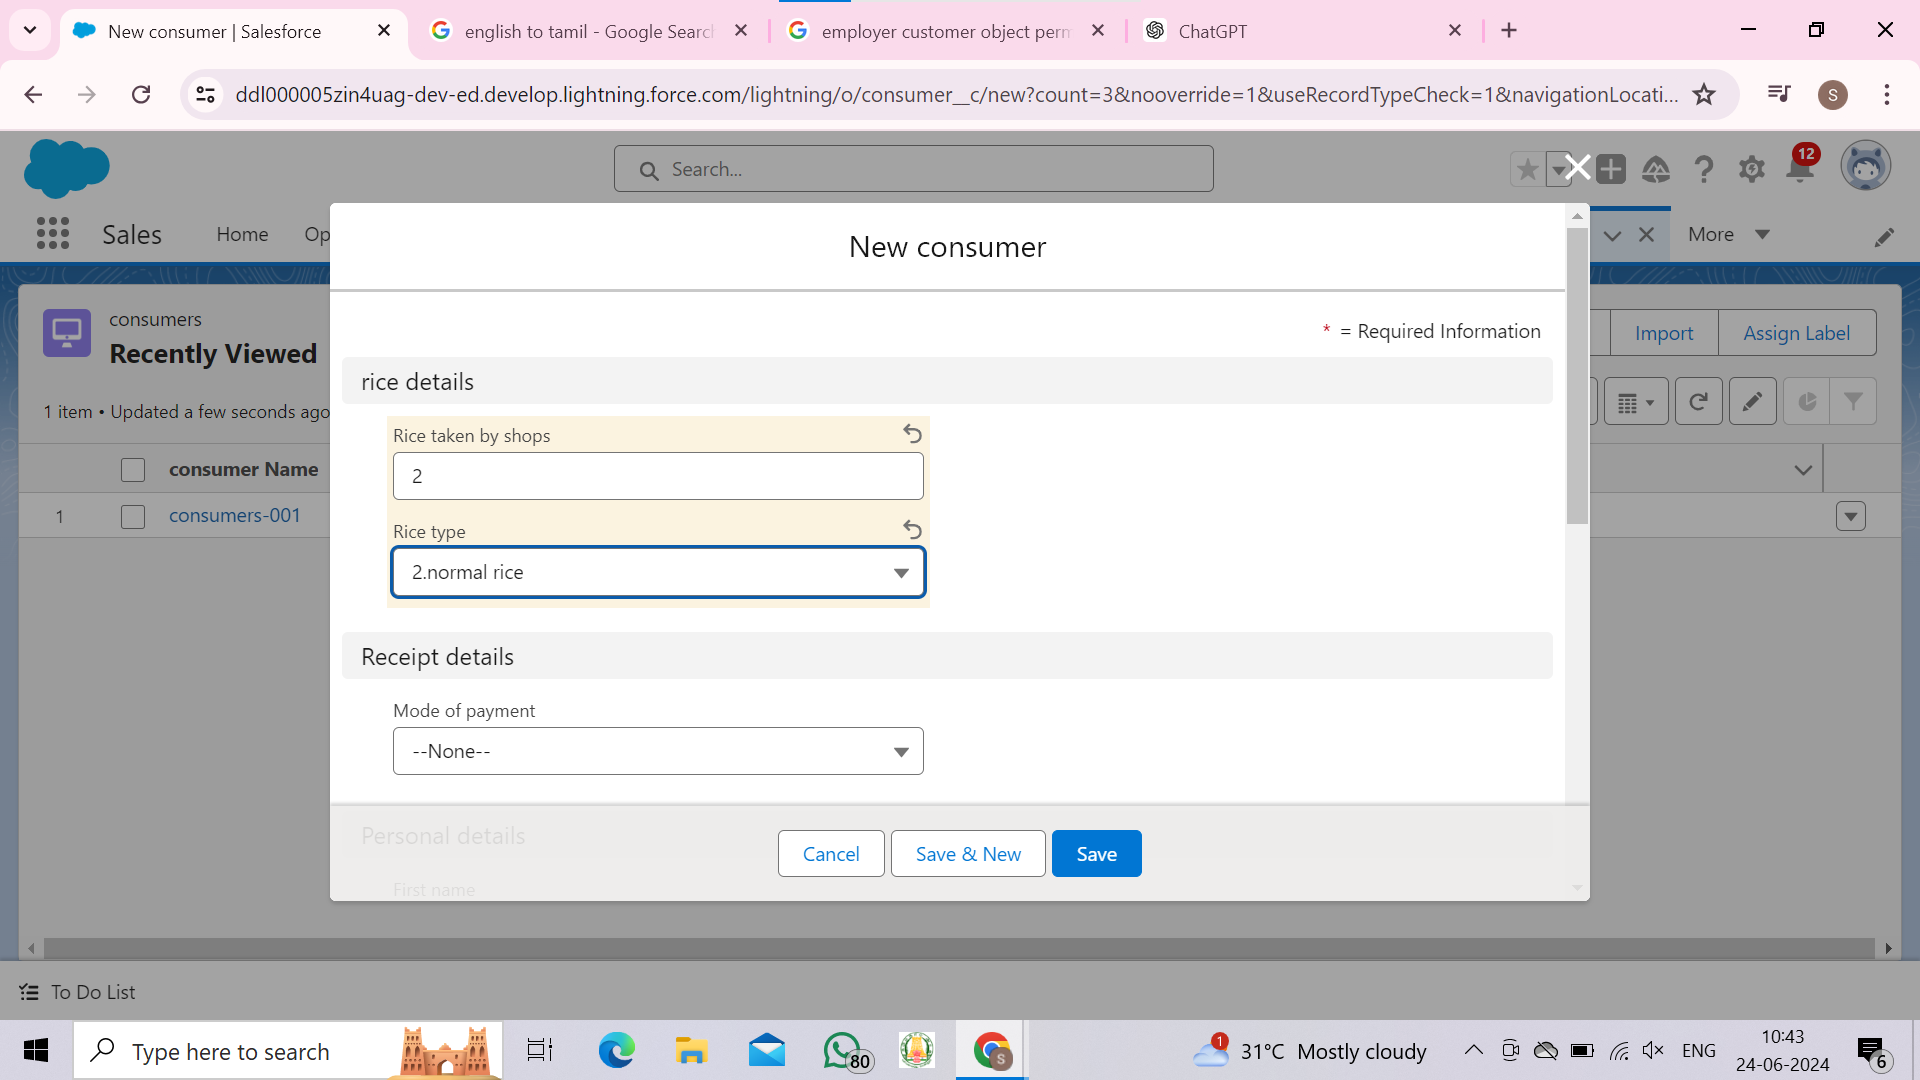 New consumer | Salesforce
english to tamil - Google Search
employer customer object perm
ChatGPT
ddl000005zin4uag-dev-ed.develop.lightning.force.com/lightning/o/consumer__c/new?count=3&nooverride=1&useRecordTypeCheck=1&navigationLocati...
S
Search...
12
Sales
Home
Op
More
New consumer
consumers
Recently Viewed
* = Required Information
Import
Assign Label
rice details
1 item • Updated a few seconds ago
Rice taken by shops
2
consumer Name
1
consumers-001
Rice type
2.normal rice
Receipt details
Mode of payment
--None--
Personal details
First name
Cancel
Save & New
Save
To Do List
Type here to search
80
S
1
31°C Mostly cloudy
ENG
10:43
24-06-2024
6